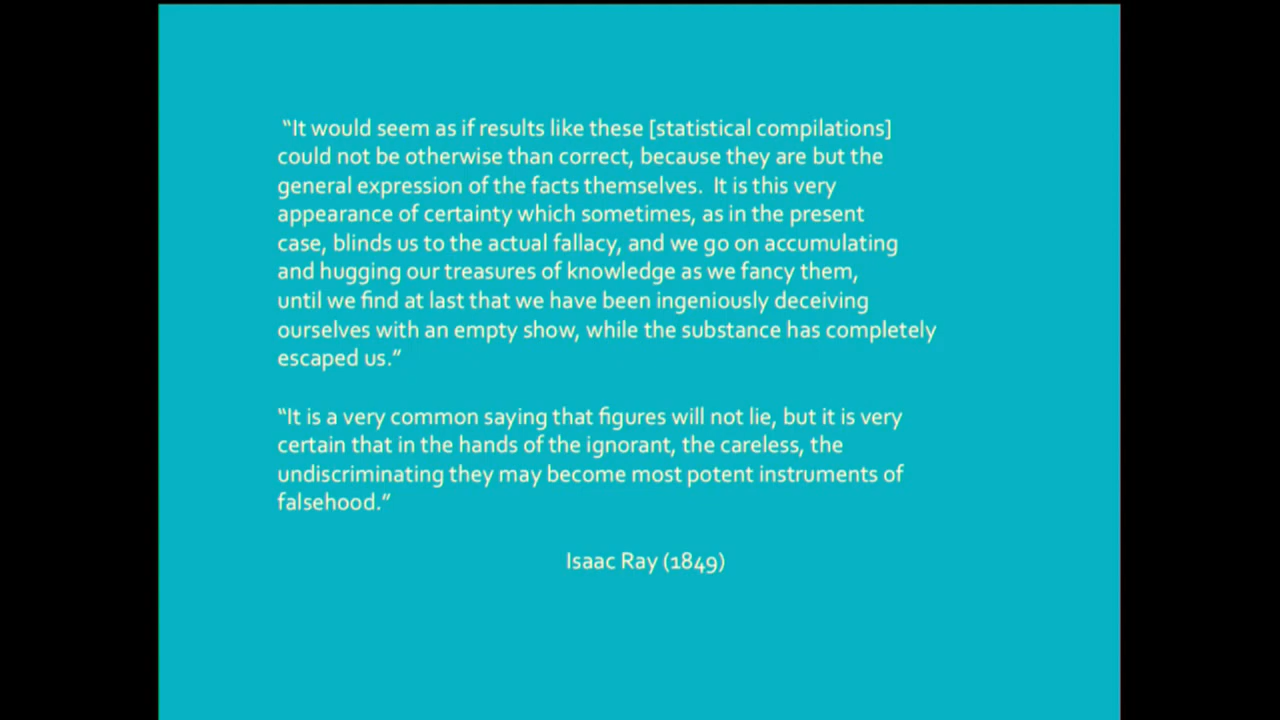 “It would seem as if results like these [statistical compilations]
could not be otherwise than correct, because they are but the
general expression of the facts themselves.  It is this very
appearance of certainty which sometimes, as in the present
case, blinds us to the actual fallacy, and we go on accumulating
and hugging our treasures of knowledge as we fancy them,
until we find at last that we have been ingeniously deceiving
ourselves with an empty show, while the substance has completely
escaped us.”
“It is a very common saying that figures will not lie, but it is very
certain that in the hands of the ignorant, the careless, the
undiscriminating they may become most potent instruments of
falsehood.”
Isaac Ray (1849)